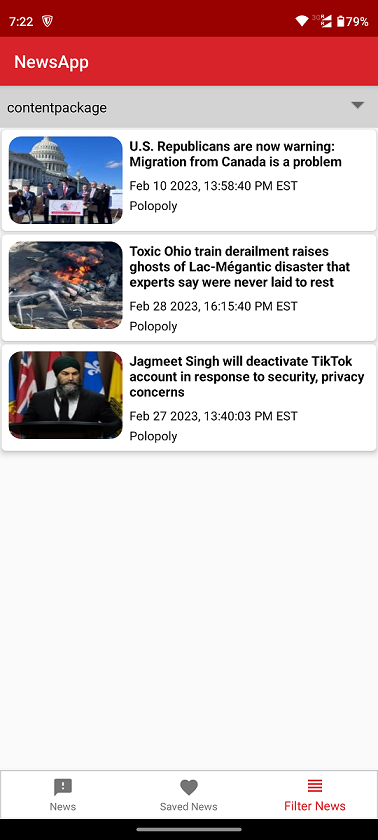 7:22
79%
NewsApp
contentpackage
U.S. Republicans are now warning:
Migration from Canada is a problem
Feb 10 2023, 13:58:40 PM EST
Polopoly
Toxic Ohio train derailment raises
ghosts of Lac-Mégantic disaster that
experts say were never laid to rest
Feb 28 2023, 16:15:40 PM EST
Polopoly
Jagmeet Singh will deactivate TikTok
account in response to security, privacy
concerns
Feb 27 2023, 13:40:03 PM EST
Polopoly
News
Saved News
Filter News